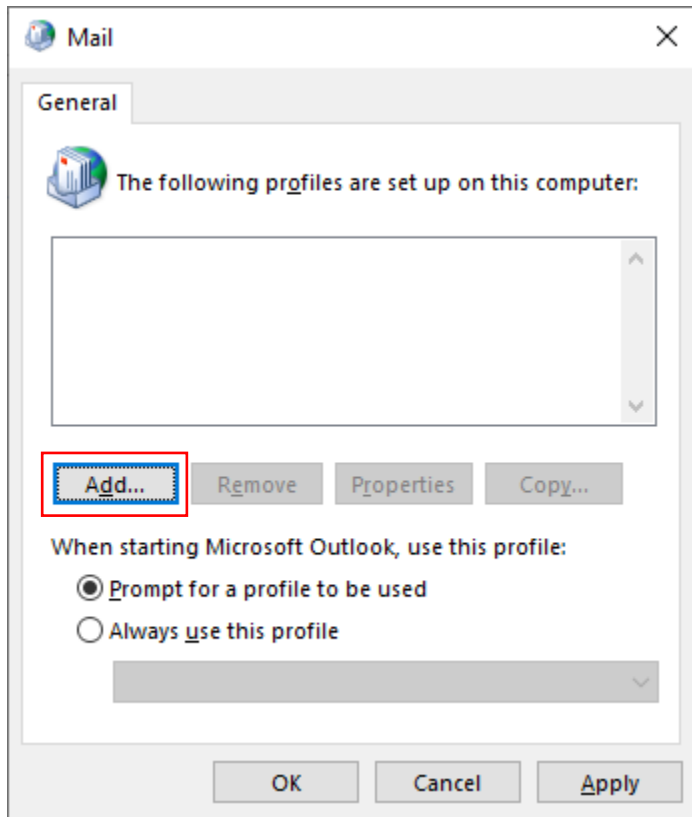 Mail
General
The following profiles are set up on this computer:
Add...
Remove
Properties
Copy...
When starting Microsoft Outlook, use this profile:
Prompt for a profile to be used
Always use this profile
OK
Cancel
Apply